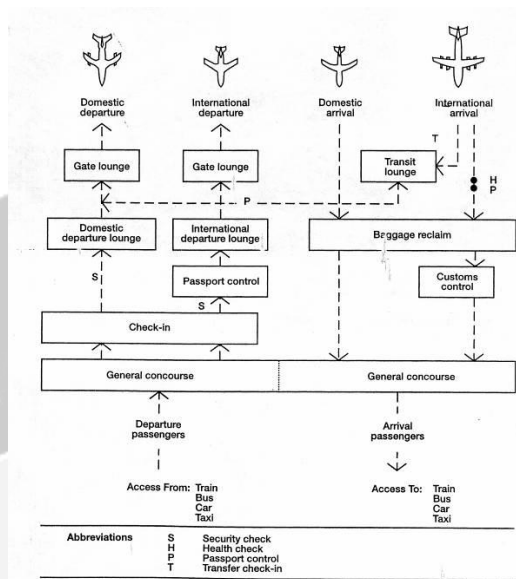 Domestic departure
International departure
Domestic arrival
International arrival
T
Gate lounge
Gate lounge
Transit lounge
H
P
P
Domestic departure lounge
International departure lounge
Baggage reclaim
S
Passport control
Customs control
S
Check-in
General concourse
General concourse
Departure passengers
Arrival passengers
Access From: Train
Bus
Car
Taxi
Access To: Train
Bus
Car
Taxi
Abbreviations
S Security check
H Health check
P Passport control
T Transfer check-in